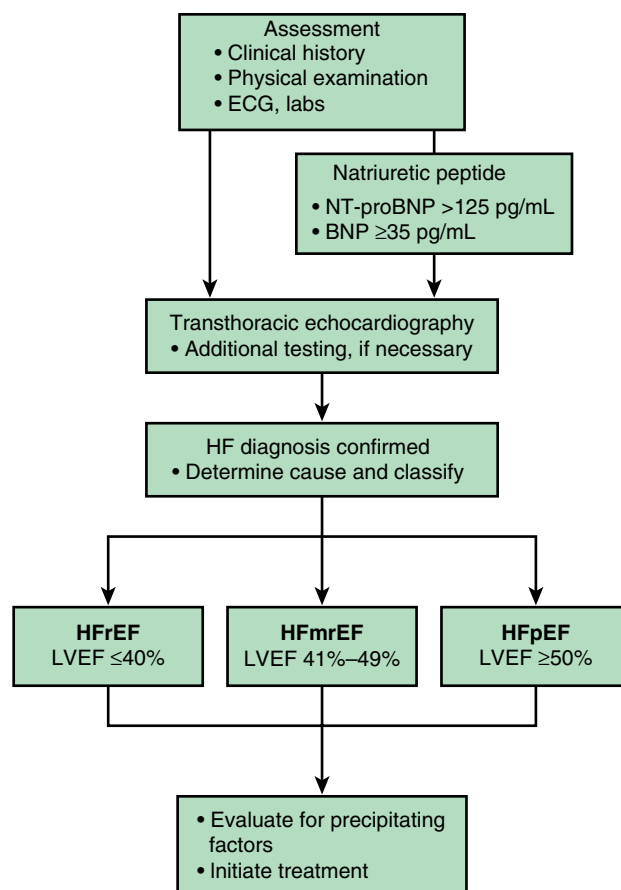 Assessment
• Clinical history
• Physical examination
• ECG, labs
Natriuretic peptide
• NT-proBNP >125 pg/mL
• BNP ≥35 pg/mL
Transthoracic echocardiography
• Additional testing, if necessary
HF diagnosis confirmed
• Determine cause and classify
HFrEF
LVEF ≤40%
HFmrEF
LVEF 41%–49%
HFpEF
LVEF ≥50%
• Evaluate for precipitating
factors
• Initiate treatment